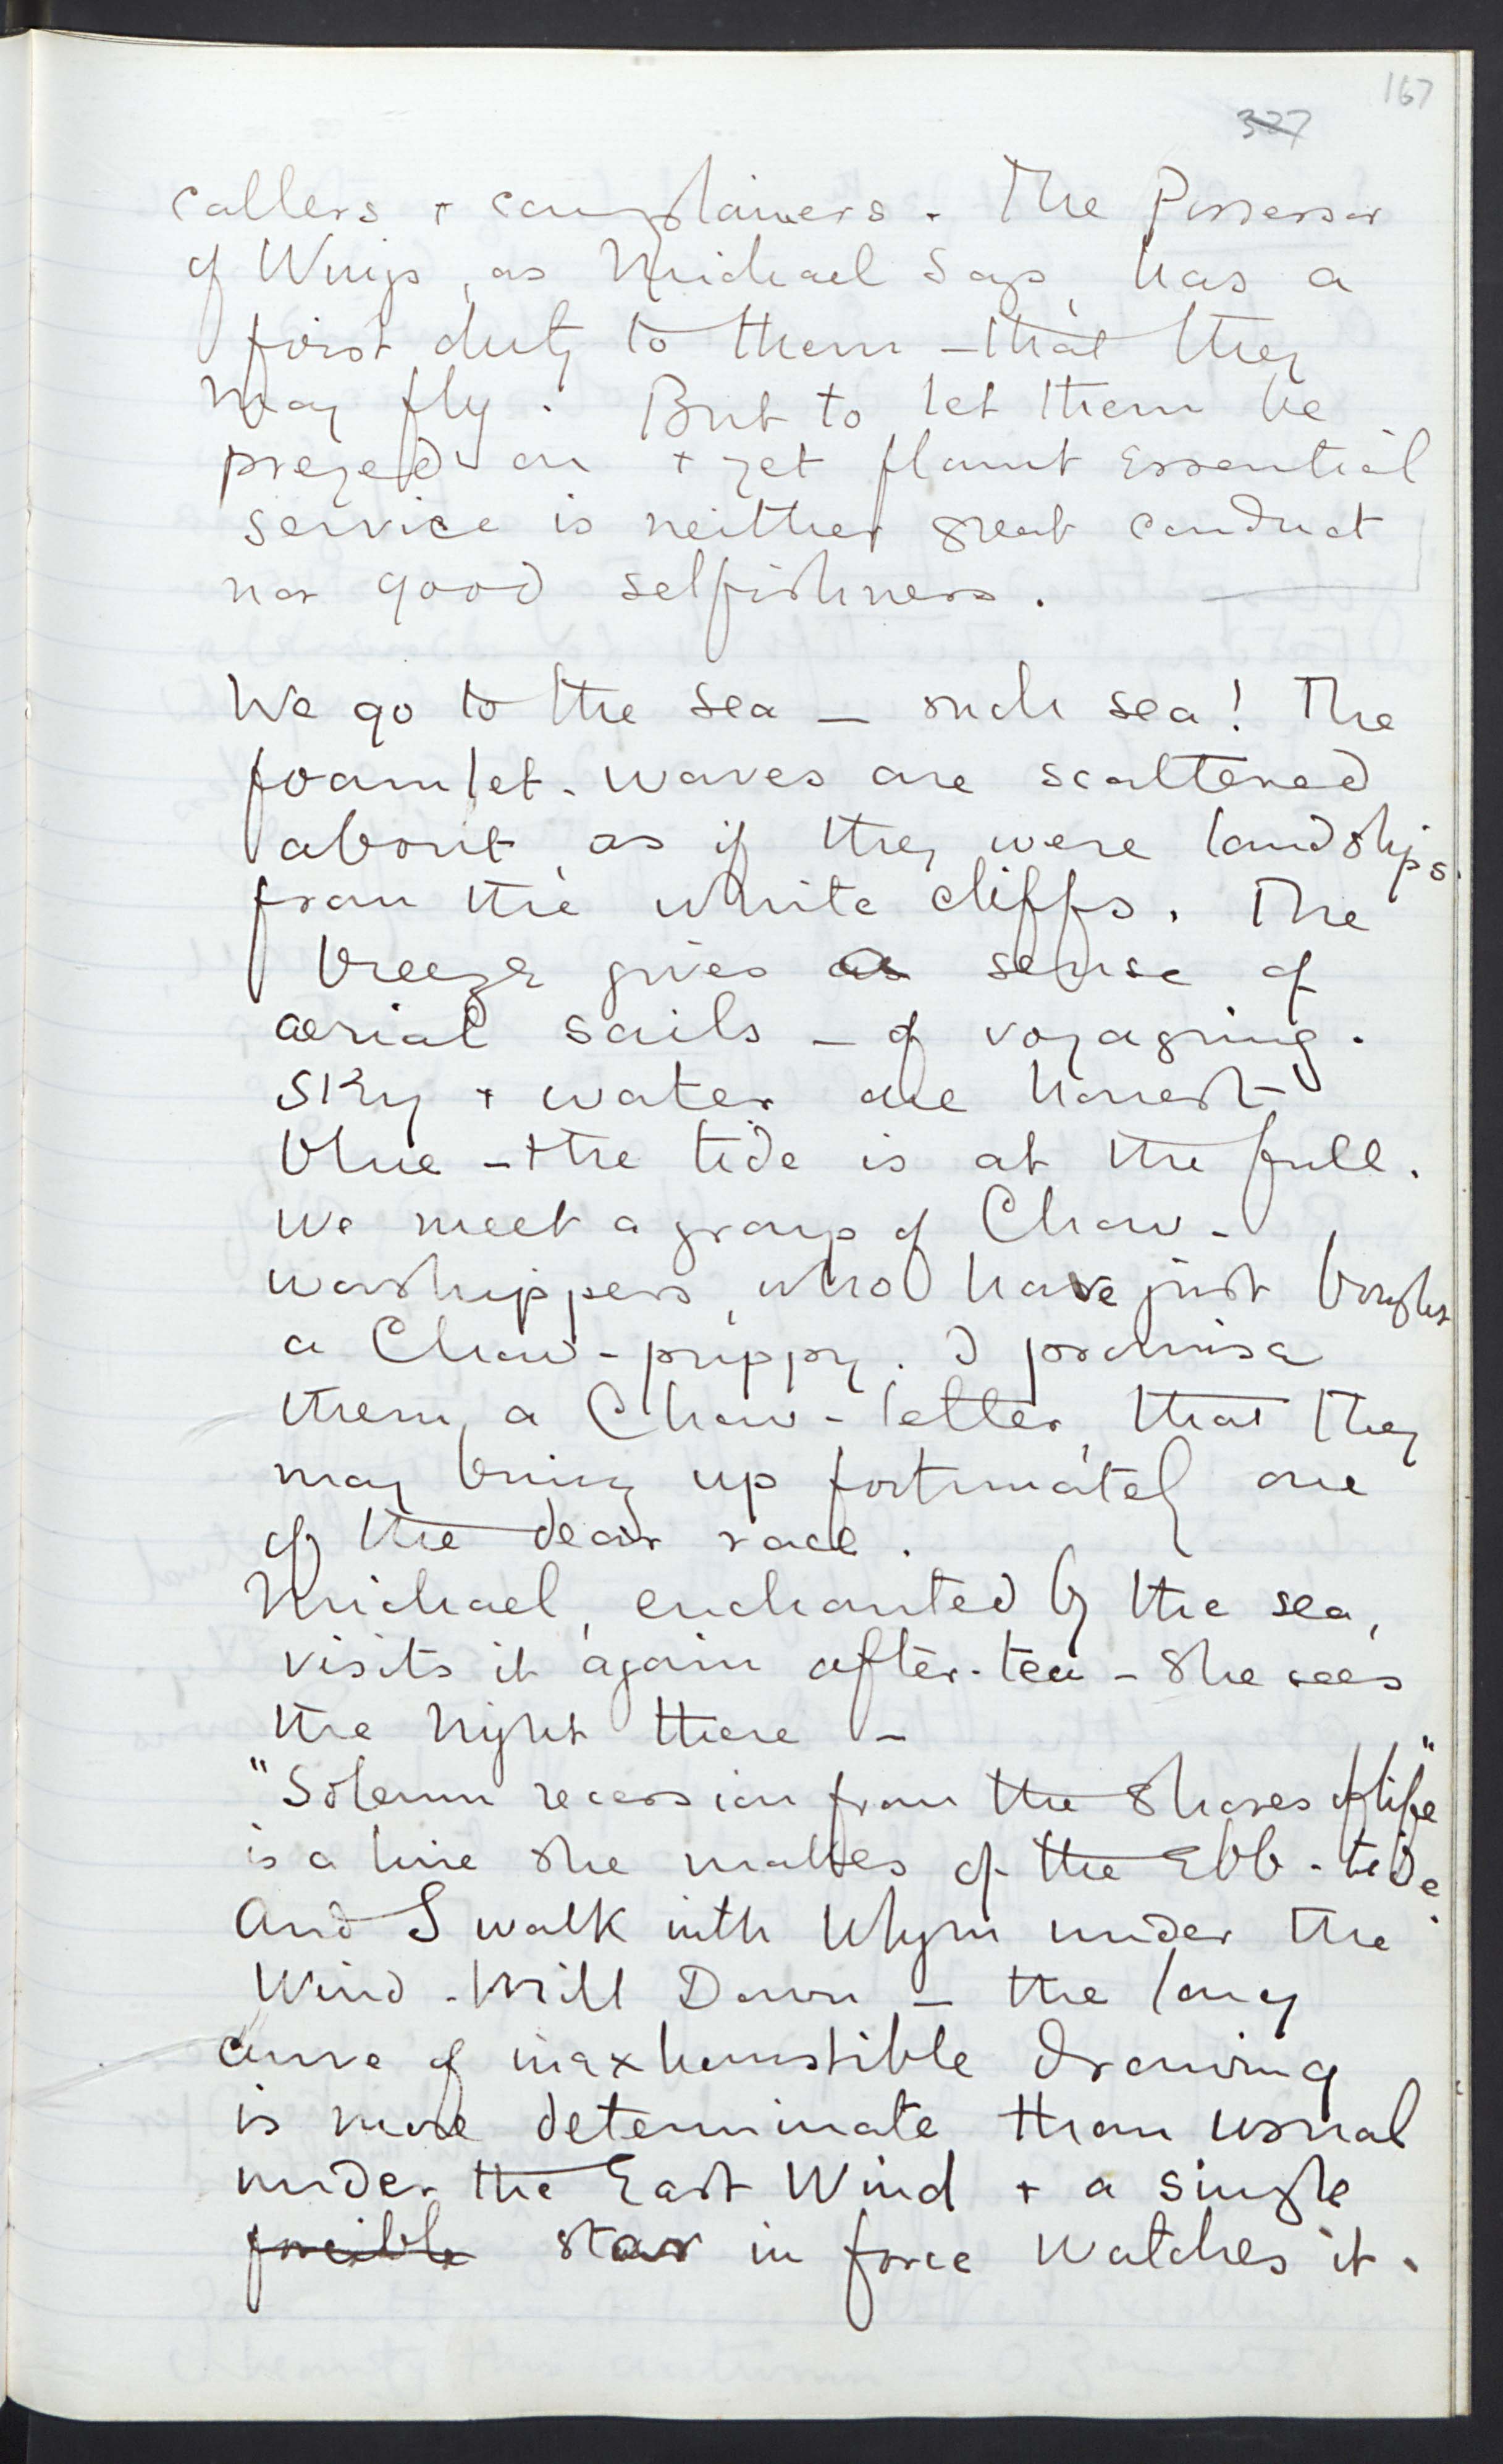 167
327
callers + complainers. The Possessor
of Wings, as Michael says, has a
first duty to them – that they
may fly. But to let them be
preyed on + yet flaunt essential
service is neither great conduct
nor good selfishness.
We go to the sea – such sea! The
foamlet-waves are scattered
about, as if they were landslips
from the white cliffs. The
breeze gives as sense of
aerial sails – of voyaging.
Sky + water are honest
blue – the tide is at the full.
We meet a group of Chow-
worshippers, who have just bought
a Chow-puppy. I promise
them a Chow-letter, that they
may bring up fortunately one
of the dear race.
Michael, enchanted by the sea,
visits it again after-tea – she sees
the Night there –
"Solemn recession from the shores of life"
is a line she makes of the Ebb-tide.
And I walk with Whym under the
Wind-Mill Down – the long
curve of inexhaustible drawing
is more determinate than usual
under the East Wind + a single
forcible star in force watches it.